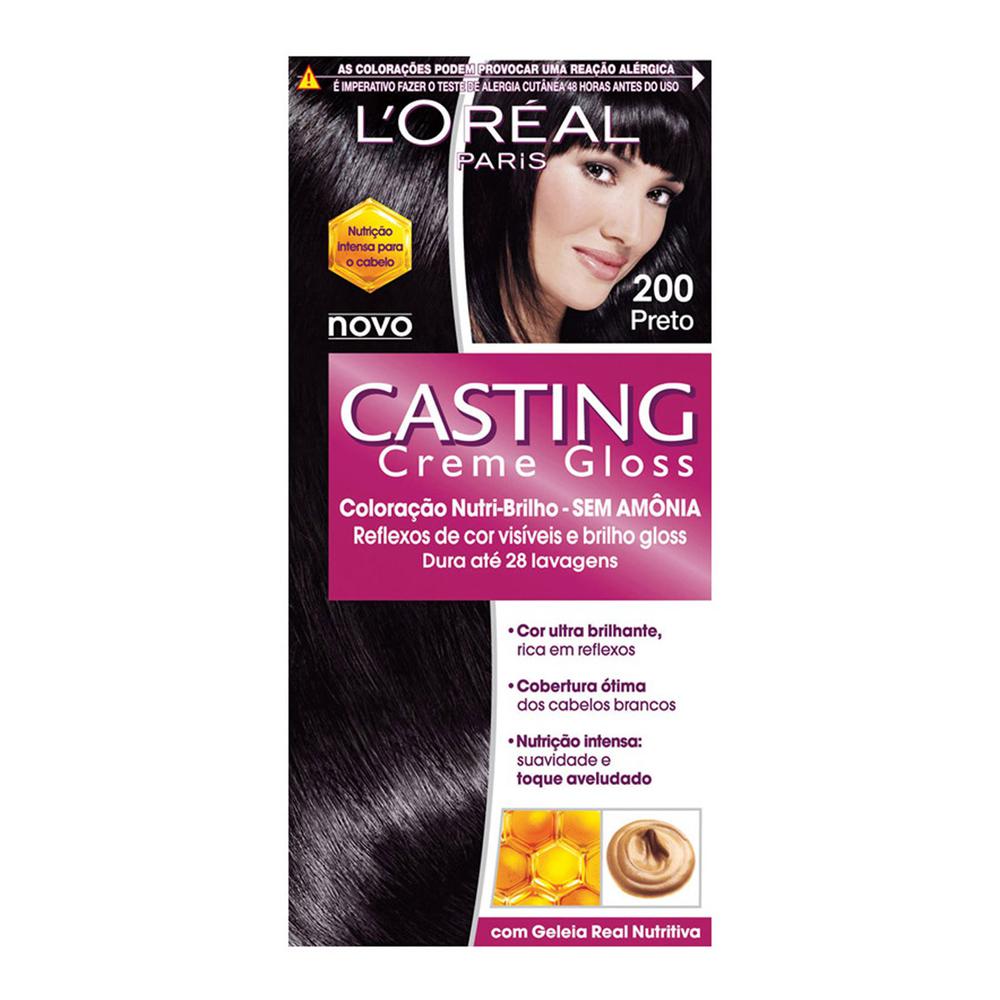 AS COLORAÇÕES PODEM PROVOCAR UMA REAÇÃO ALÉRGICA
É IMPERATIVO FAZER O TESTE DE ALERGIA CUTÂNEA 48 HORAS ANTES DO USO
L'ORÉAL
PARIS
Nutrição
intensa para
o cabelo
novo
200
Preto
CASTING
Creme Gloss
Coloração Nutri-Brilho - SEM AMÔNIA
Reflexos de cor visíveis e brilho gloss
Dura até 28 lavagens
• Cor ultra brilhante,
rica em reflexos
• Cobertura ótima
dos cabelos brancos
• Nutrição intensa:
suavidade e
toque aveludado
com Geleia Real Nutritiva